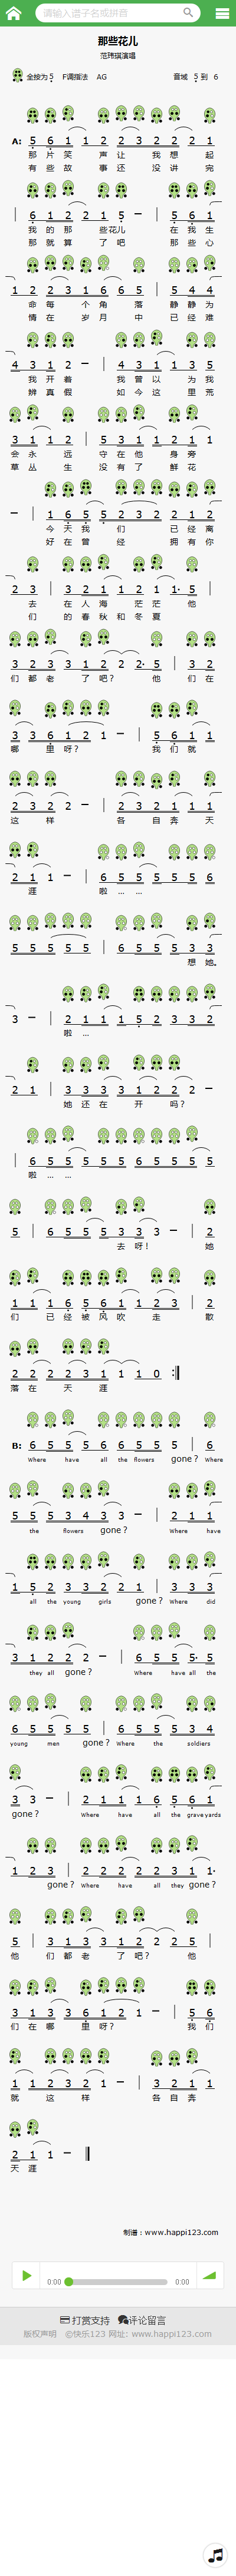 请输入谱子名或拼音
那些花儿
范玮琪演唱
全按为5 F调指法 AG 音域 5 到 6
A: 5 6 1 1 2 2 2 2 2 2 1
那 片 笑 声 让 我 想 起
有 些 故 事 还 没 讲 完
6 1 2 2 1 5 - | 5 6 1
我 的 那 些花儿 在 我 生
那 就 算 了 吧 那 些 心
1 2 2 3 1 6 6 5 | 5 4 4
命 每 一 个 角 落 静 静 为
情 在 岁 月 中 已 经 难
4 3 1 2 - | 4 3 1 1 3 5
我 开 着 我 曾 以 为 我
辨 真 假 如 今 这 里 荒
3 1 1 2 | 5 3 1 1 2 1 1
会 永 远 守 在 他 身 旁
草 丛 生 没 有 了 鲜 花
- | 1 6 5 5 2 3 2 2 1 2
今 天 我 们 已 经 离
好 在 曾 经 拥 有 你
2 3 | 3 2 1 1 2 1 1· 5
去 在 人 海 茫 茫 他
们 的 春 秋 和 冬 夏
3 2 3 3 1 2 2 2· | 3 2
们 都 老 了 吧? 他 们 在
3 3 6 1 2 1 - | 5 6 1 1
哪 里 呀? 我 们 就
2 3 2 2 - | 2 3 2 1 1 1
这 样 各 自 奔 天
2 1 1 - | 6 5 5 5 5 5 6
涯 啦 … …
5 5 5 5 5 | 6 5 5 5 3 3
想 她。
3 - | 2 1 1 1 5 2 3 3 2
啦 …
2 1 | 3 3 3 3 1 2 2 2 -
她 还 在 开 吗?
| 6 5 5 5 5 5 6 5 5 5 5
啦 … …
5 | 6 5 5 5 3 3 3 - | 2
去 呀! 她
1 1 1 6 5 6 1 1 2 3 | 2
们 已 经 被 风 吹 走 散
2 2 2 2 3 1 1 1 0
落 在 天 涯
B: 6 5 5 5 6 6 5 5 5 | 6
Where have all the flowers gone? Where
5 5 5 3 4 3 3 - | 2 1 1
the flowers gone? Where have
1 5 2 3 3 2 2 1 | 3 3 3
all the young girls gone? Where did
3 1 2 2 2 - | 6 5 5 5· 5
they all gone? Where have all the
6 5 5 5 5 | 6 5 5 5 3 4
young men gone? Where the soldiers
3 3 - | 2 1 1 1 6 5 6 1
gone? Where have all the graveyards
1 2 3 | 2 2 2 2 2 3 1 1·
gone? Where have all they gone?
5 | 3 1 3 3 1 2 2 2 5 |
他 们 都 老 了 吧? 他
3 1 3 3 6 1 2 1 - | 5 6
们 在 哪 里 呀? 我 们
1 1 2 3 2 1 - | 3 2 1 1
就 这 样 各 自 奔
2 1 1 -
天 涯
制谱：www.happi123.com
0:00 0:00
打赏支持 评论留言
版权声明 ©快乐123 网址：www.happi123.com